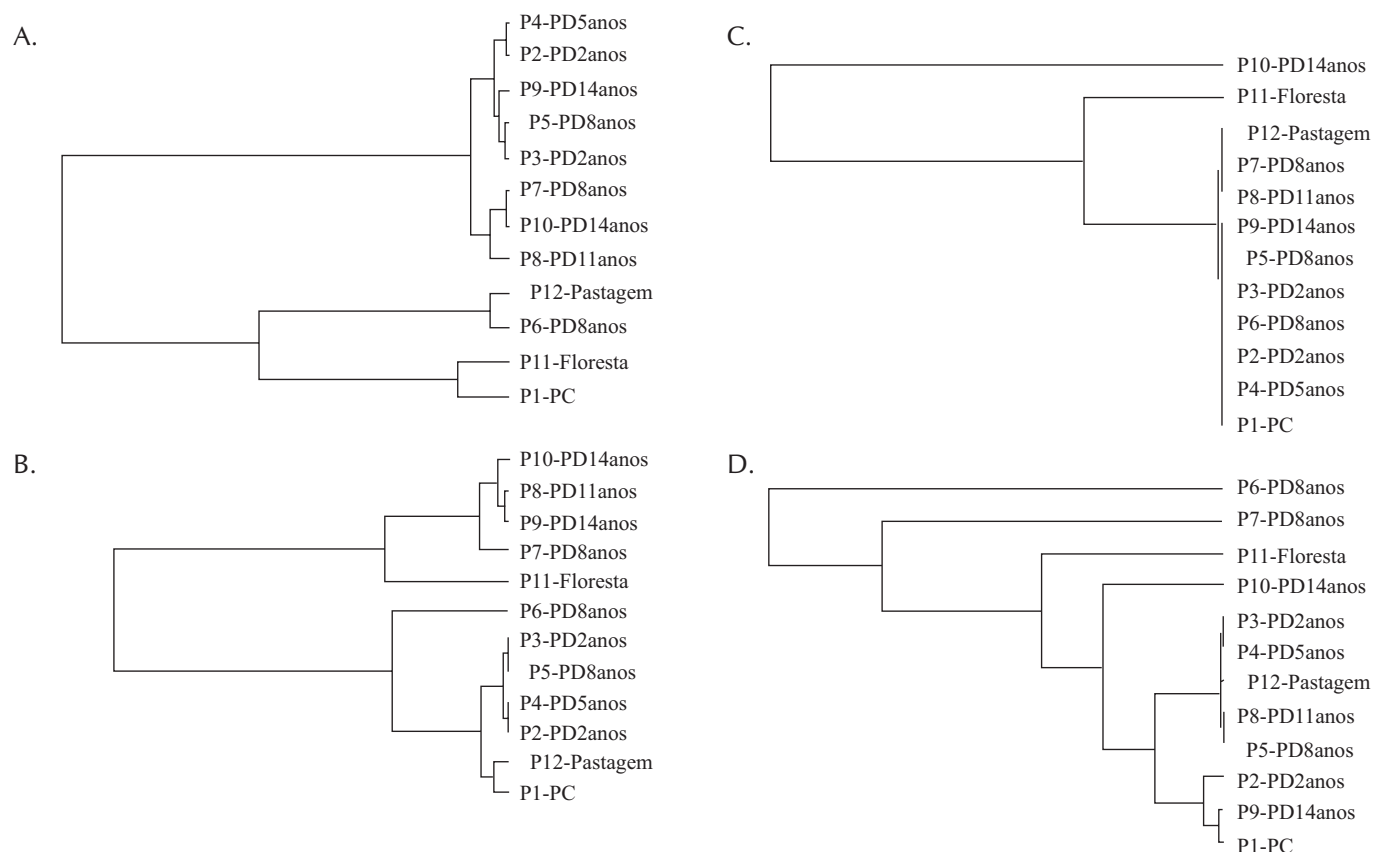 A.
P4-PD5anos
P2-PD2anos
P9-PD14anos
P5-PD8anos
P3-PD2anos
P7-PD8anos
P10-PD14anos
P8-PD11anos
P12-Pastagem
P6-PD8anos
P11-Floresta
P1-PC
B.
P10-PD14anos
P8-PD11anos
P9-PD14anos
P7-PD8anos
P11-Floresta
P6-PD8anos
P3-PD2anos
P5-PD8anos
P4-PD5anos
P2-PD2anos
P12-Pastagem
P1-PC
C.
P10-PD14anos
P11-Floresta
P12-Pastagem
P7-PD8anos
P8-PD11anos
P9-PD14anos
P5-PD8anos
P3-PD2anos
P6-PD8anos
P2-PD2anos
P4-PD5anos
P1-PC
D.
P6-PD8anos
P7-PD8anos
P11-Floresta
P10-PD14anos
P3-PD2anos
P4-PD5anos
P12-Pastagem
P8-PD11anos
P5-PD8anos
P2-PD2anos
P9-PD14anos
P1-PC